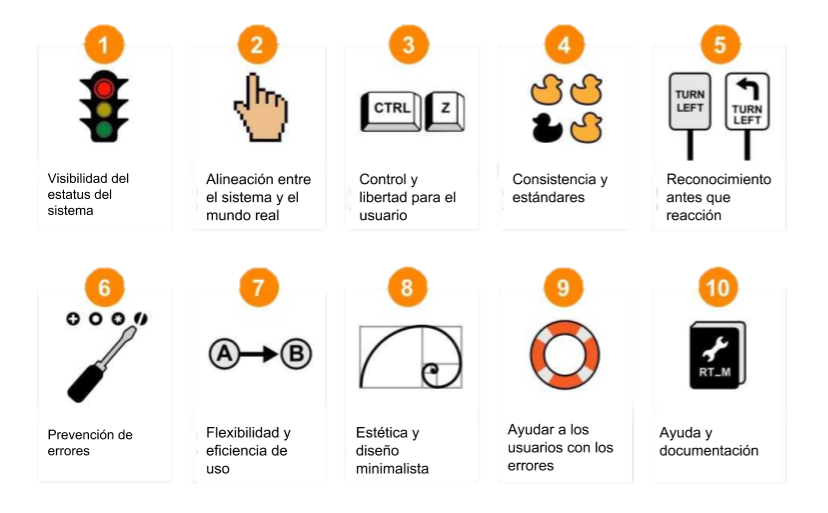 1
2
3
4
5
CTRL
Z
TURN
LEFT
TURN
LEFT
Visibilidad del
estatus del
sistema
Alineación entre
el sistema y el
mundo real
Control y
libertad para el
usuario
Consistencia y
estándares
Reconocimiento
antes que
reacción
6
7
8
9
10
A
B
RT_M
Prevención de
errores
Flexibilidad y
eficiencia de
uso
Estética y
diseño
minimalista
Ayudar a los
usuarios con los
errores
Ayuda y
documentación